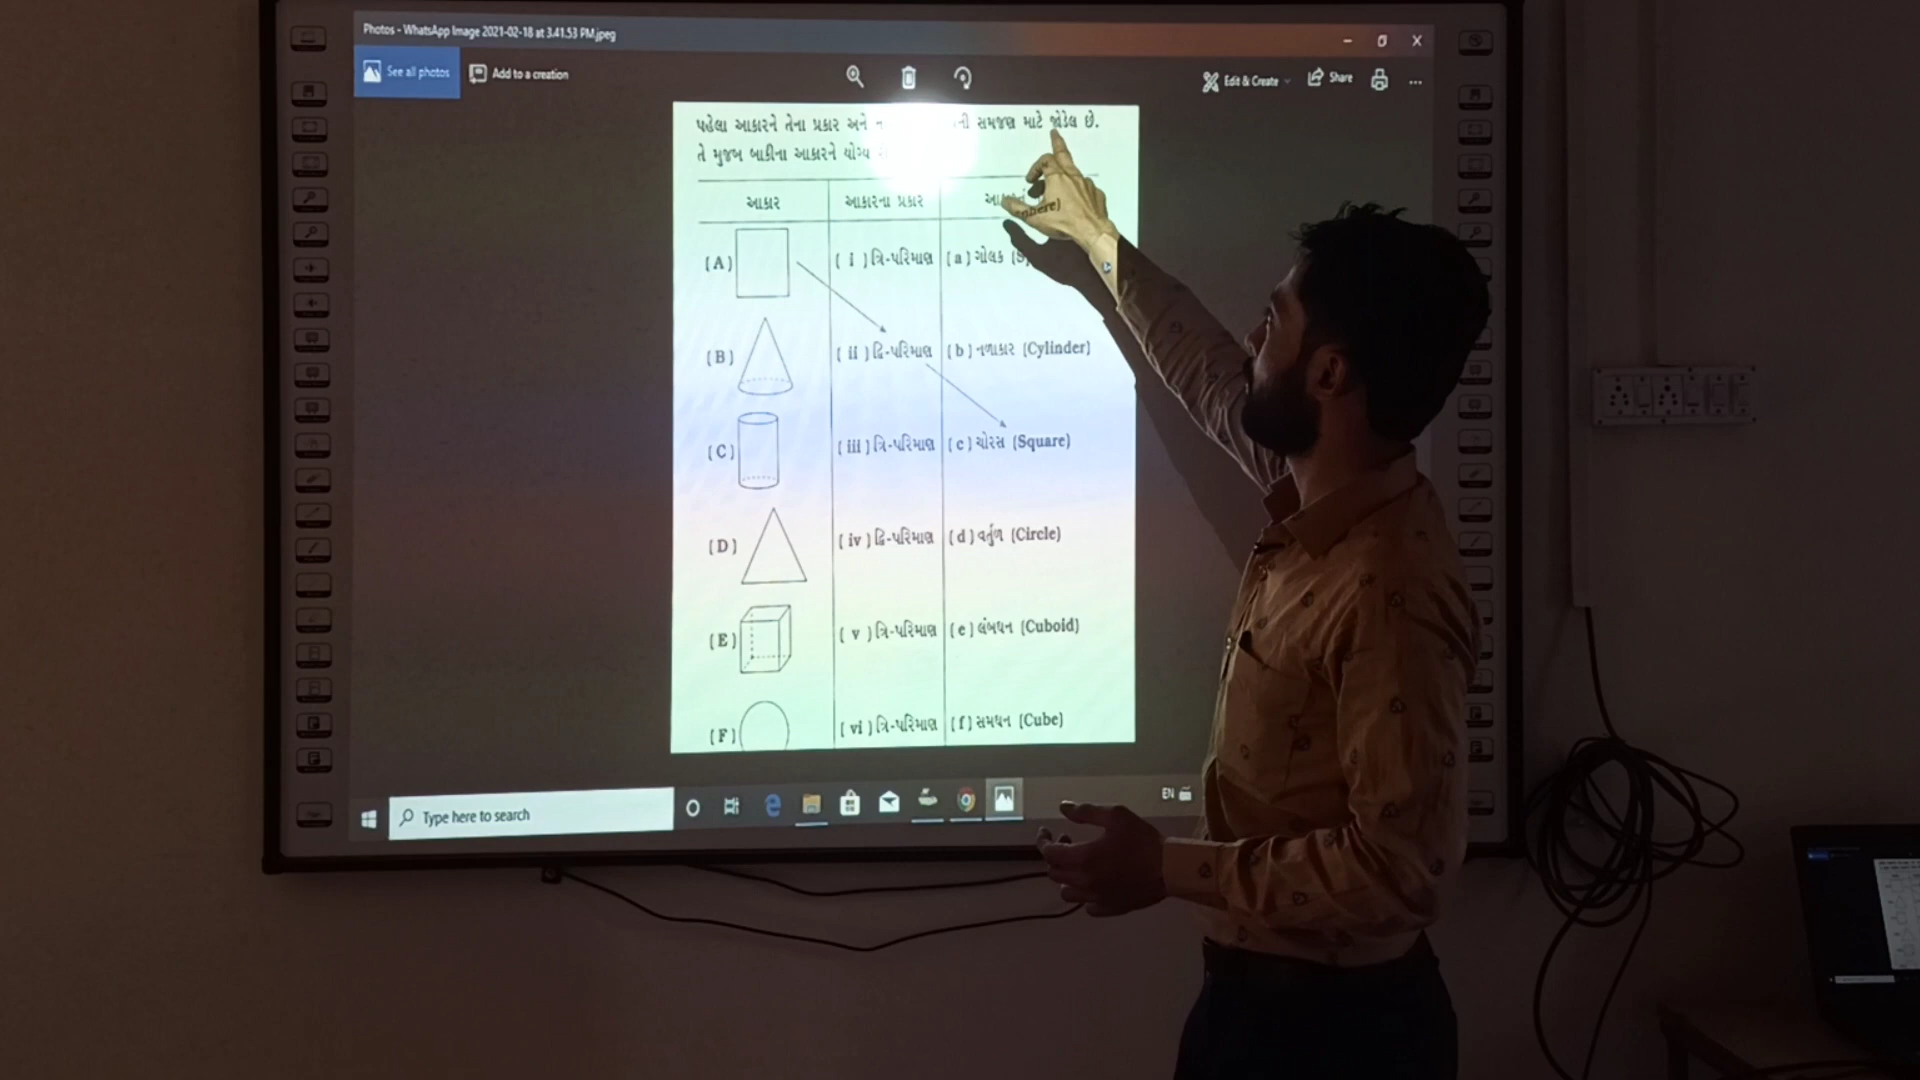 Photos - WhatsApp Image 2021-02-18 at 3.41.53 PM.jpeg
See all photos Add to a creation Edit & Create Share
પહેલા આકારને તેના પ્રકાર અને સમજણ માટે જોડેલ છે.
તે મુજબ બાકીના આકારને યોગ્ય
આકાર આકારના પ્રકાર
(A) ( i ) ત્રિ-પરિમાણ (a) ગોલક
(B) ( ii ) દ્વિ-પરિમાણ (b) નળાકાર (Cylinder)
(C) ( iii ) ત્રિ-પરિમાણ (c) ચોરસ (Square)
(D) ( iv ) દ્વિ-પરિમાણ (d) વર્તુળ (Circle)
(E) ( v ) ત્રિ-પરિમાણ (e) લંબઘન (Cuboid)
(F) ( vi ) ત્રિ-પરિમાણ (f) સમઘન (Cube)
Type here to search EN